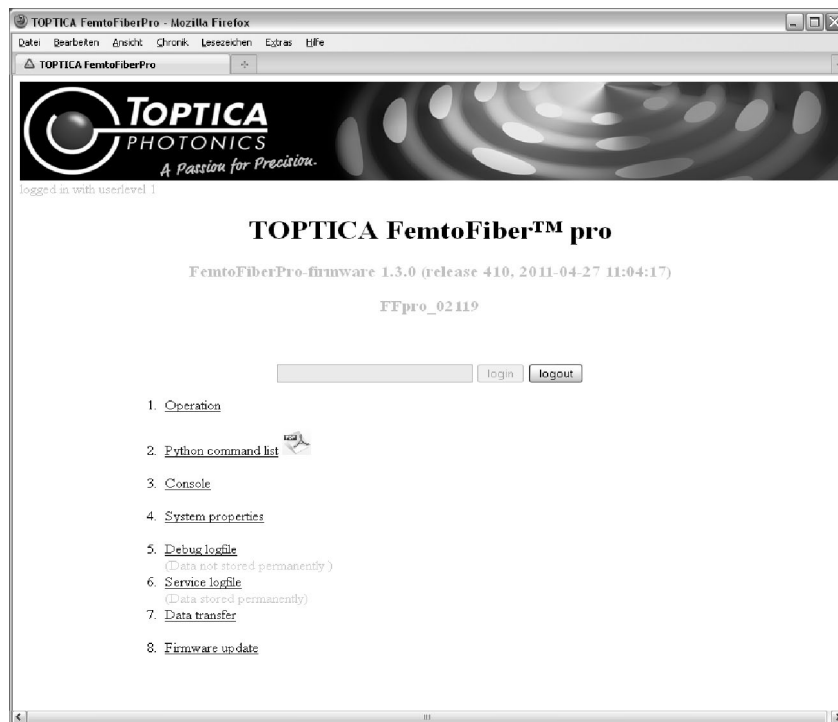 TOPTICA FemtoFiberPro - Mozilla Firefox
Datei Bearbeiten Ansicht Chronik Lesezeichen Extras Hilfe
TOPTICA FemtoFiberPro
TOPTICA
PHOTONICS
A Passion for Precision.
logged in with userlevel 1
TOPTICA FemtoFiber™ pro
FemtoFiberPro-firmware 1.3.0 (release 410, 2011-04-27 11:04:17)
FFpro_02119
login logout
1. Operation
2. Python command list
3. Console
4. System properties
5. Debug logfile
(Data not stored permanently )
6. Service logfile
(Data stored permanently)
7. Data transfer
8. Firmware update